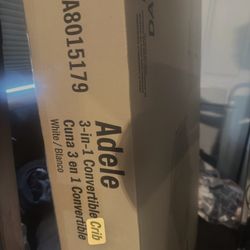 A8015179
Adele
3-in-1 Convertible Crib
Cuna 3 en 1 Convertible
White / Blanco